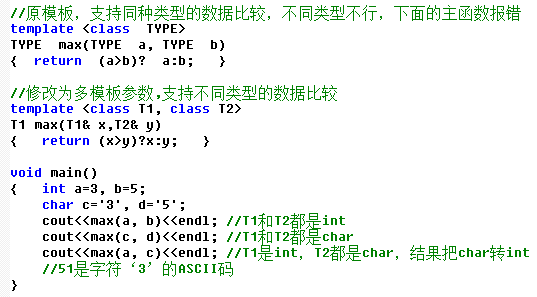 //原模板，支持同种类型的数据比较，不同类型不行，下面的主函数报错
template <class  TYPE>
TYPE  max(TYPE  a, TYPE  b)
{  return  (a>b)?  a:b;   }
//修改为多模板参数,支持不同类型的数据比较
template <class T1, class T2>
T1 max(T1& x,T2& y)
{   return (x>y)?x:y;   }
void main()
{   int a=3, b=5;
    char c='3', d='5';
    cout<<max(a, b)<<endl; //T1和T2都是int
    cout<<max(c, d)<<endl; //T1和T2都是char
    cout<<max(a, c)<<endl; //T1是int, T2都是char, 结果把char转int
    //51是字符‘3’的ASCII码
}